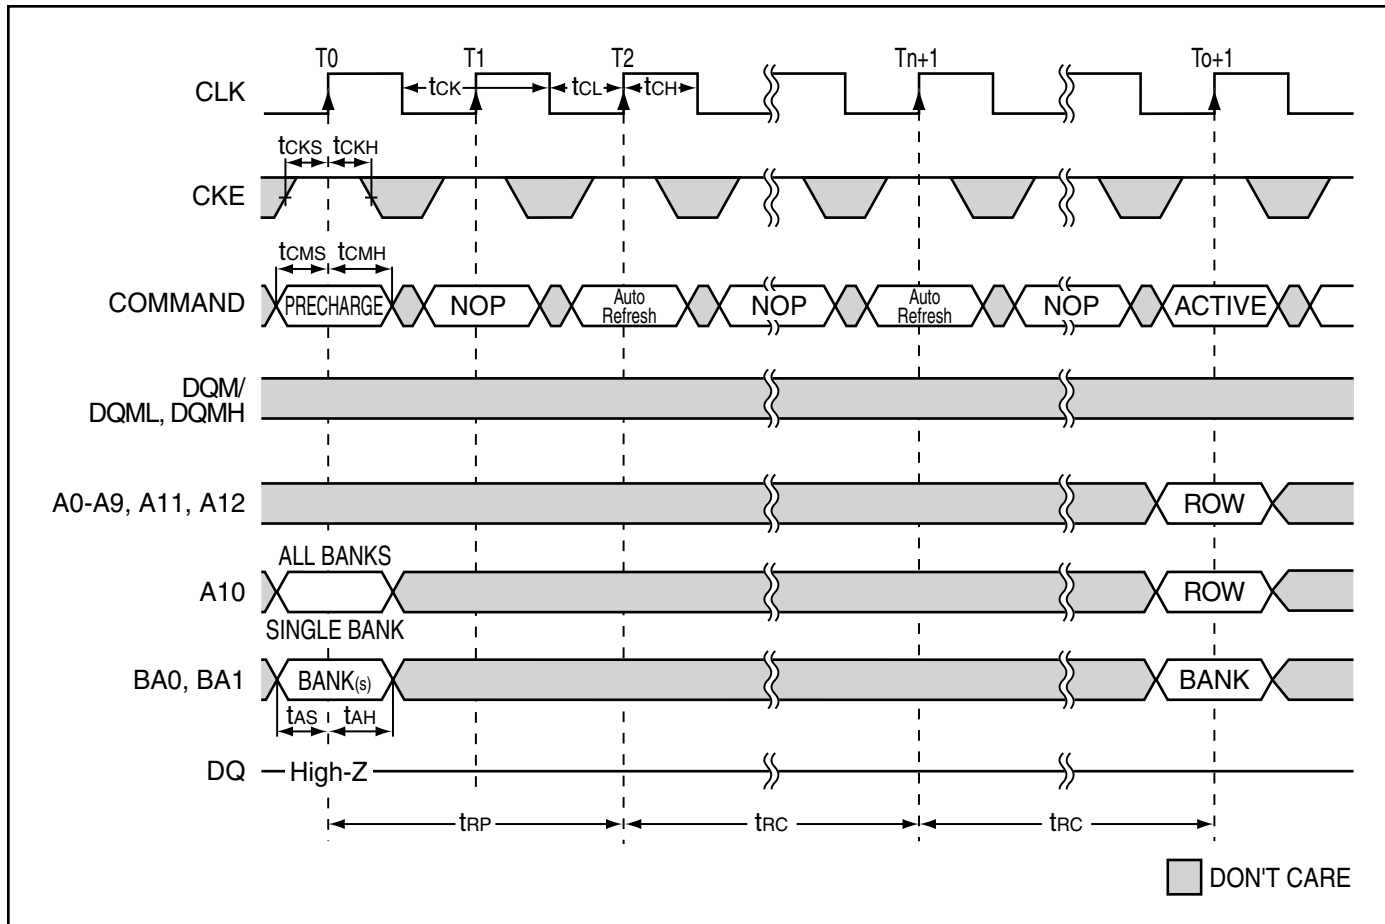 T0 T1 T2 Tn+1 To+1
CLK tCK tCL tCH
tCKS tCKH
CKE
tCMS tCMH
COMMAND PRECHARGE NOP Auto Refresh NOP Auto Refresh NOP ACTIVE
DQM/
DQML, DQMH
A0-A9, A11, A12 ROW
ALL BANKS
A10 ROW
SINGLE BANK
BA0, BA1 BANK(s) BANK
tAS tAH
DQ High-Z
tRP tRC tRC
DON'T CARE